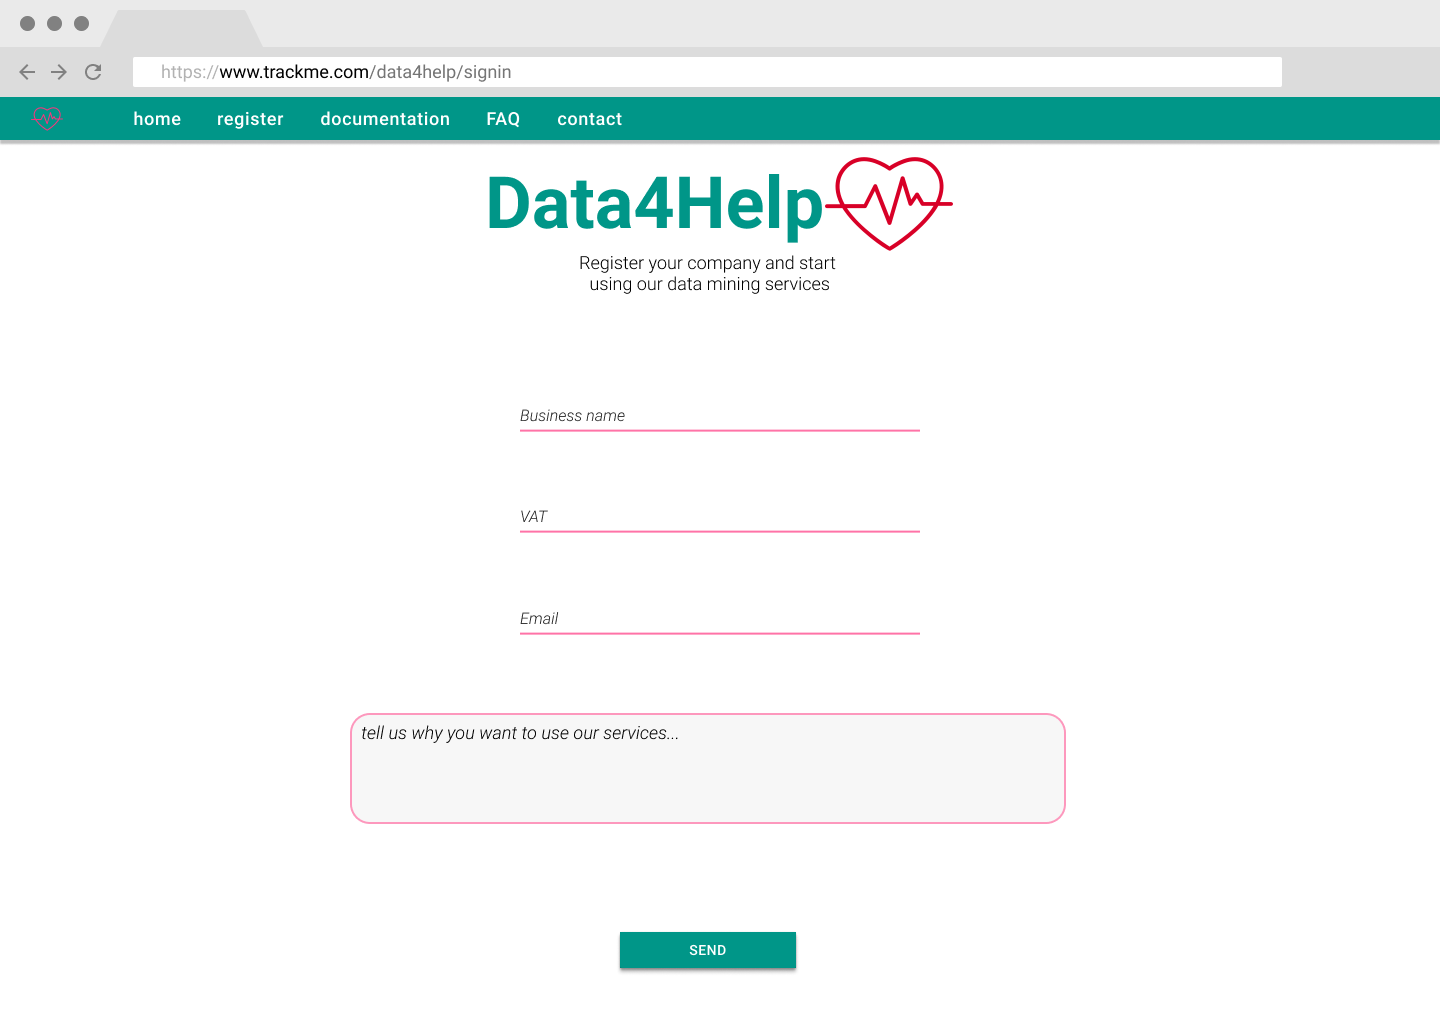 https://www.trackme.com/data4help/signin
home register documentation FAQ contact
Data4Help
Register your company and start
using our data mining services
Business name
VAT
Email
tell us why you want to use our services...
SEND